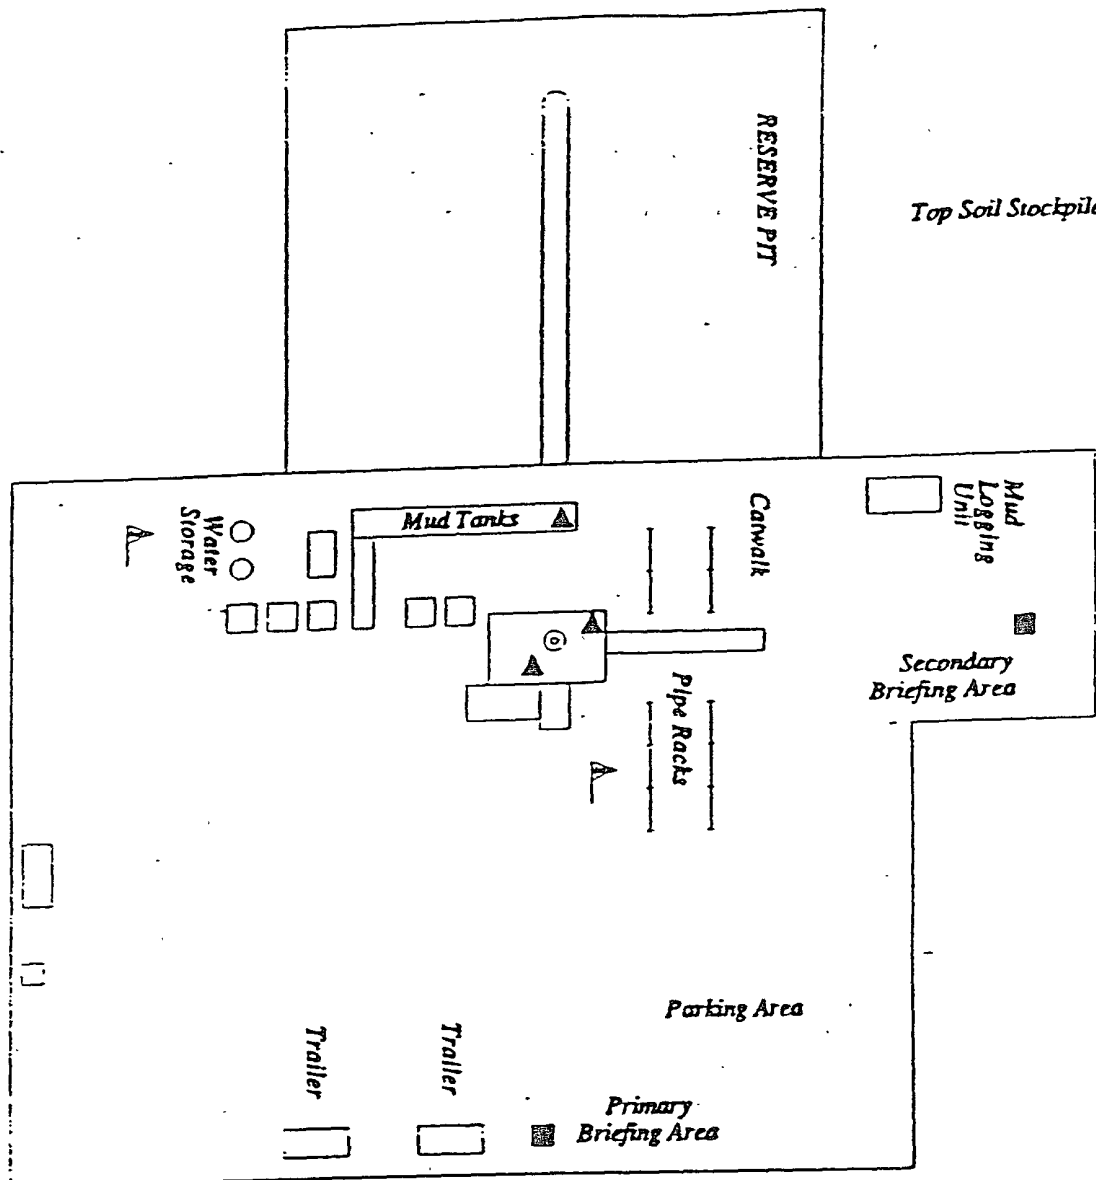 RESERVE PIT
Top Soil Stockpile
Mud Tanks
Water
Storage
Catwalk
Mud
Logging
Unit
Secondary
Briefing Area
Pipe Racks
Parking Area
Trailer
Trailer
Primary
Briefing Area